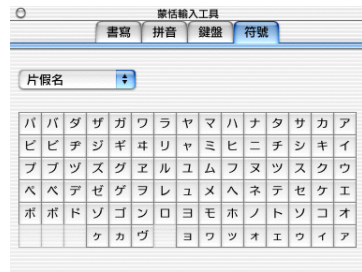 蒙恬輸入工具
書寫 拼音 鍵盤 符號
片假名
パ バ ダ ザ ガ ワ ラ ヤ マ ハ ナ タ サ カ ア
ピ ビ ヂ ジ ギ ヰ リ ャ ミ ヒ ニ チ シ キ イ
プ ブ ヅ ズ グ ヱ ル ユ ム フ ヌ ツ ス ク ウ
ペ ベ デ ゼ ゲ ヲ レ ュ メ ヘ ネ テ セ ケ エ
ポ ボ ド ゾ ゴ ン ロ ヨ モ ホ ノ ト ソ コ オ
ヶ ヵ ヴ ョ ヮ ッ ォ ェ ゥ ィ ァ